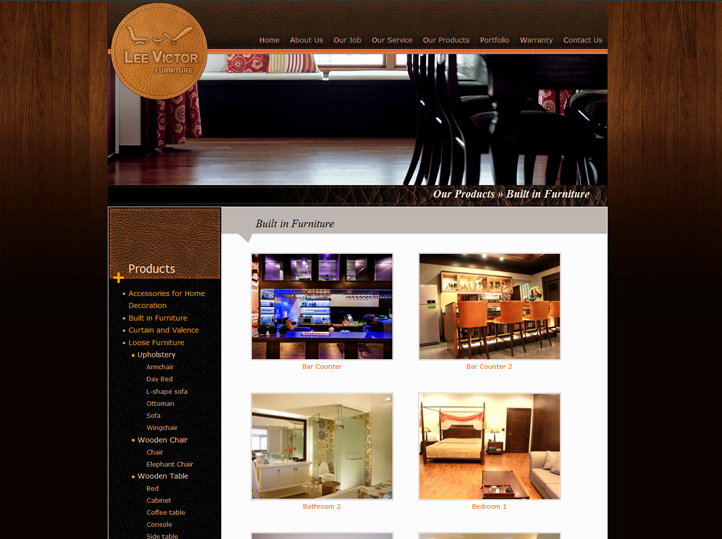 LEE VICTOR
FURNITURE
Home About Us Our Job Our Service Our Products Portfolio Warranty Contact Us
Our Products » Built in Furniture
Built in Furniture
Products
Accessories for Home
Decoration
Built in Furniture
Curtain and Valence
Loose Furniture
Upholstery
Armchair
Day Bed
L-shape sofa
Ottoman
Sofa
Wingchair
Wooden Chair
Chair
Elephant Chair
Wooden Table
Bed
Cabinet
Coffee table
Console
Side table
Bar Counter
Bar Counter 2
Bathroom 2
Bedroom 1